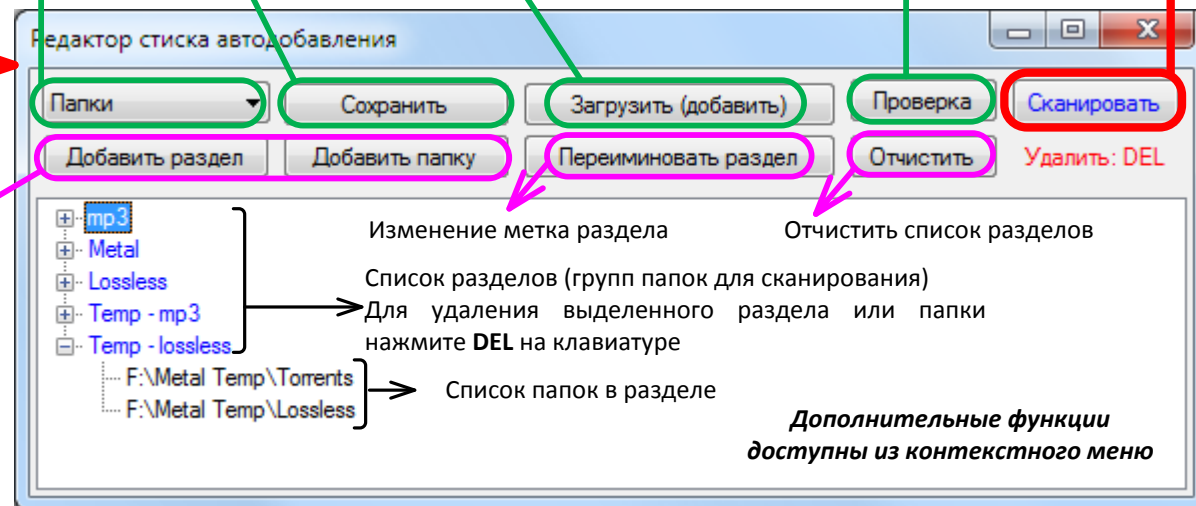 Редактор стиска автодобавления
Папки
Сохранить
Загрузить (добавить)
Проверка
Сканировать
Добавить раздел
Добавить папку
Переиминовать раздел
Отчистить
Удалить: DEL
mp3
Metal
Lossless
Temp - mp3
Temp - lossless
F:\Metal Temp\Torrents
F:\Metal Temp\Lossless
Изменение метка раздела
Отчистить список разделов
Список разделов (групп папок для сканирования)
Для удаления выделенного раздела или папки
нажмите DEL на клавиатуре
Список папок в разделе
Дополнительные функции
доступны из контекстного меню